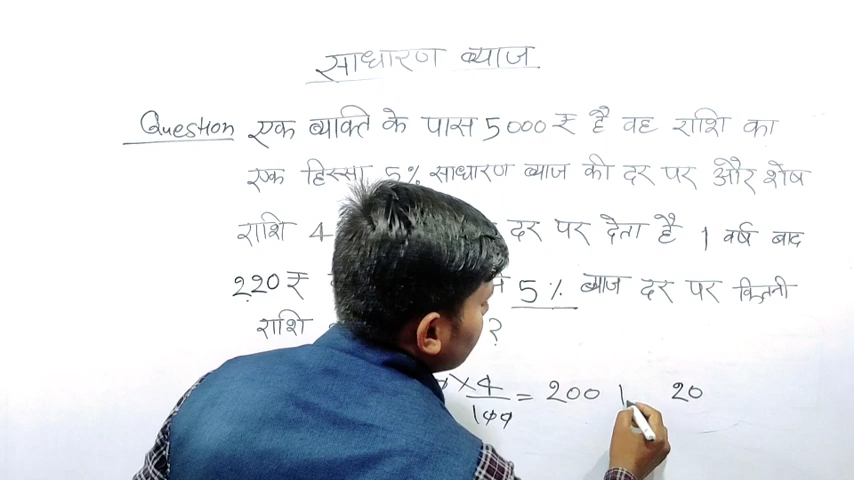 साधारण ब्याज
Question एक व्यक्ति के पास 5000 ₹ है वह राशि का
एक हिस्सा 5% साधारण ब्याज की दर पर और शेष
राशि 4 दर पर देता है 1 वर्ष बाद
220 ₹ 5% ब्याज दर पर कितनी
राशि ?
×4/100 = 200 20